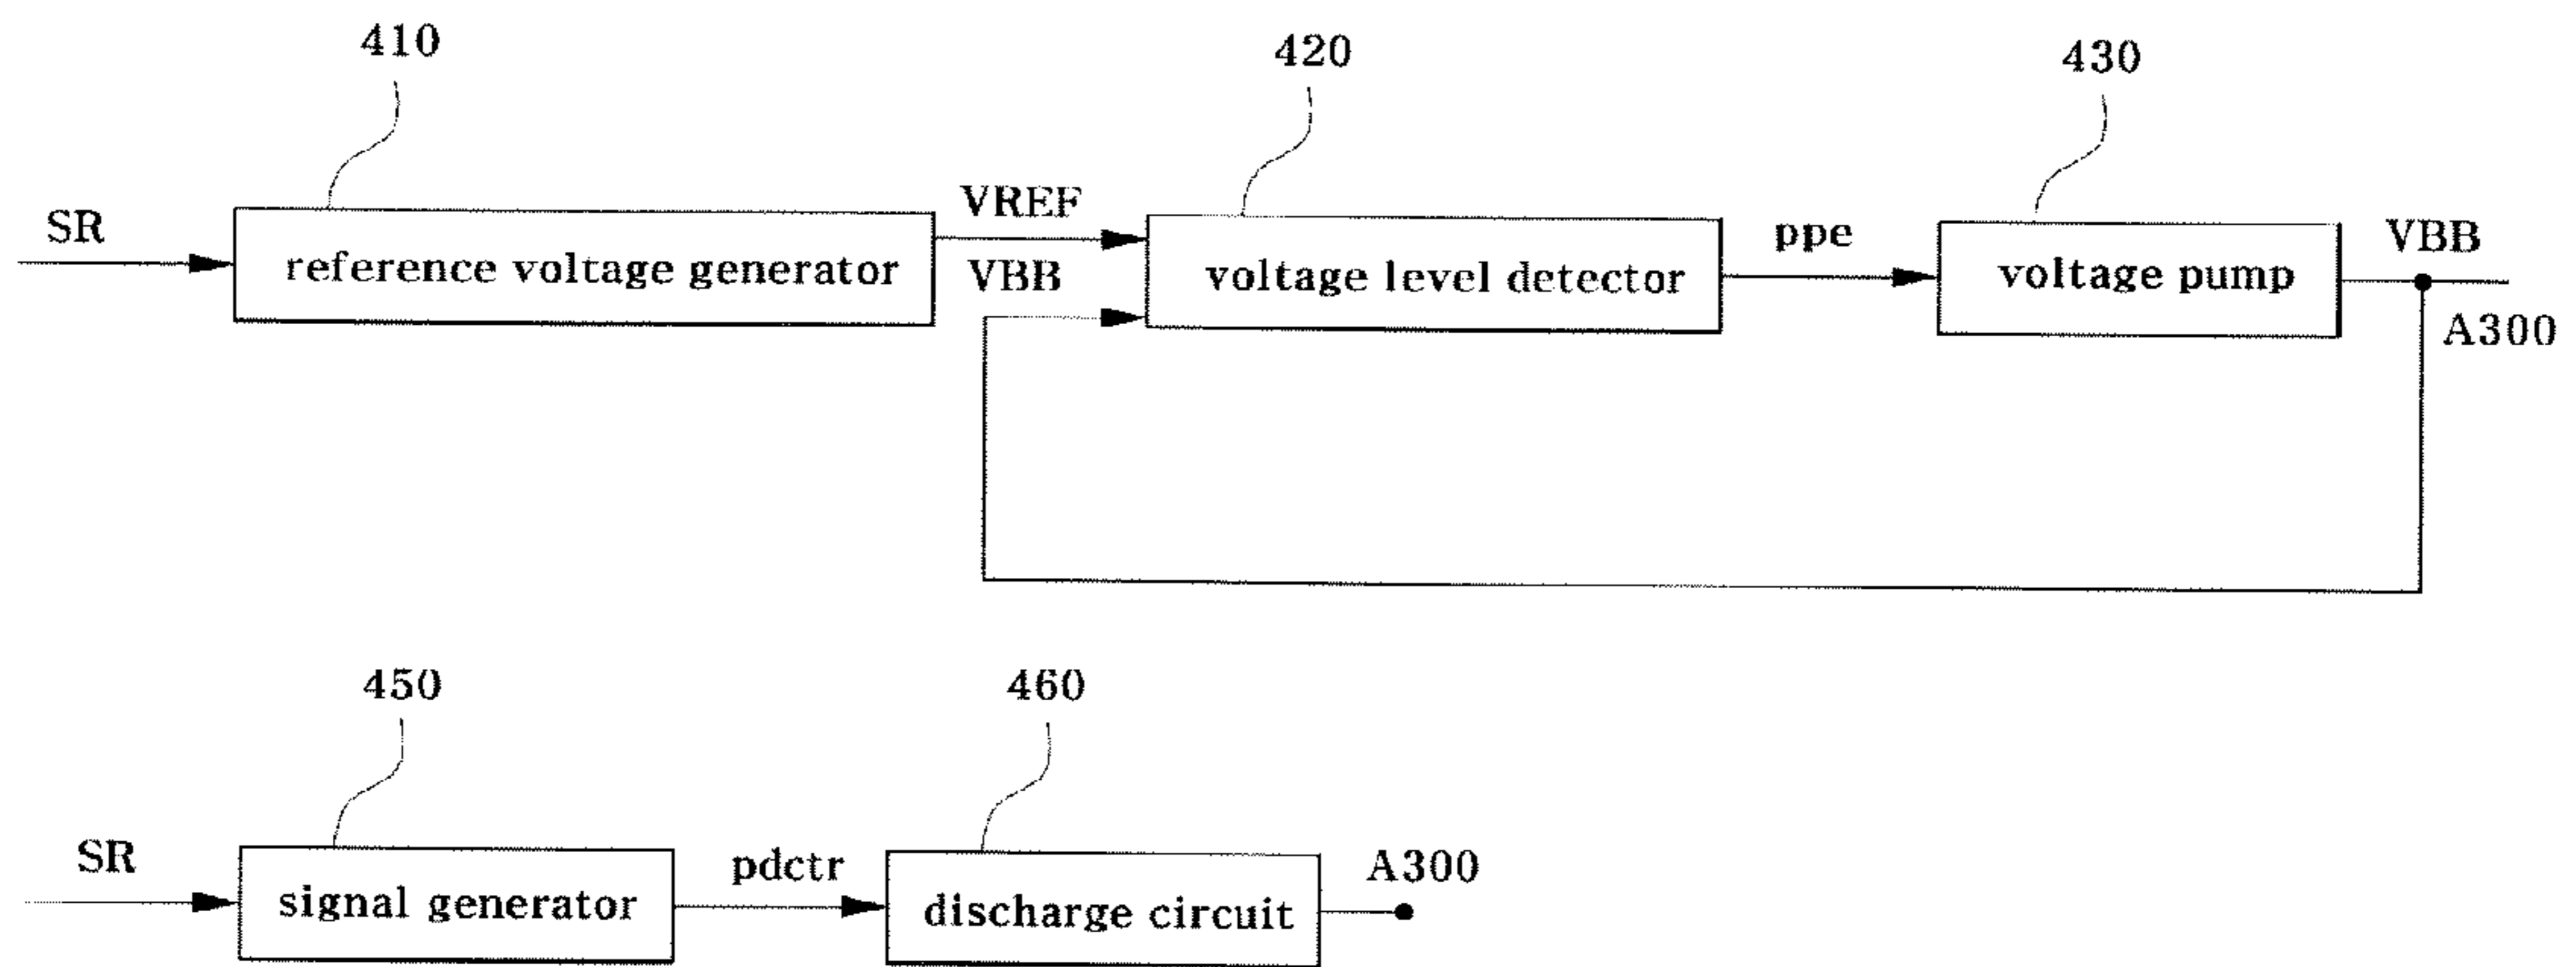 410
420
430
SR
reference voltage generator
VREF
VBB
voltage level detector
ppe
voltage pump
VBB
A300
450
460
SR
signal generator
pdctr
discharge circuit
A300